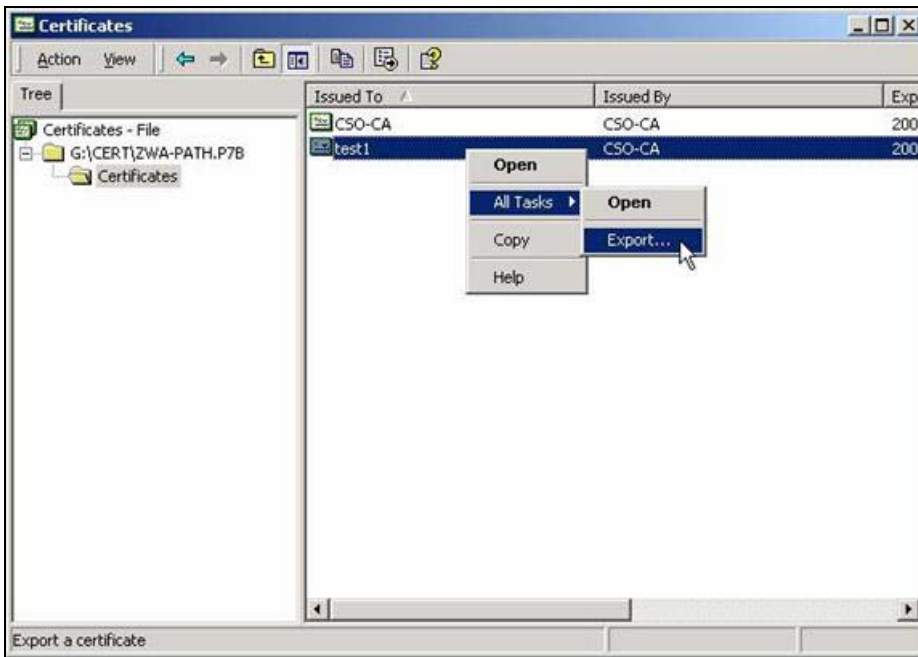 Certificates
Action View
Tree
Issued To
Issued By
Exp
Certificates - File
G:\CERT\ZWA-PATH.P7B
Certificates
CSO-CA
CSO-CA
200
test1
CSO-CA
200
Open
All Tasks
Copy
Help
Open
Export...
Export a certificate